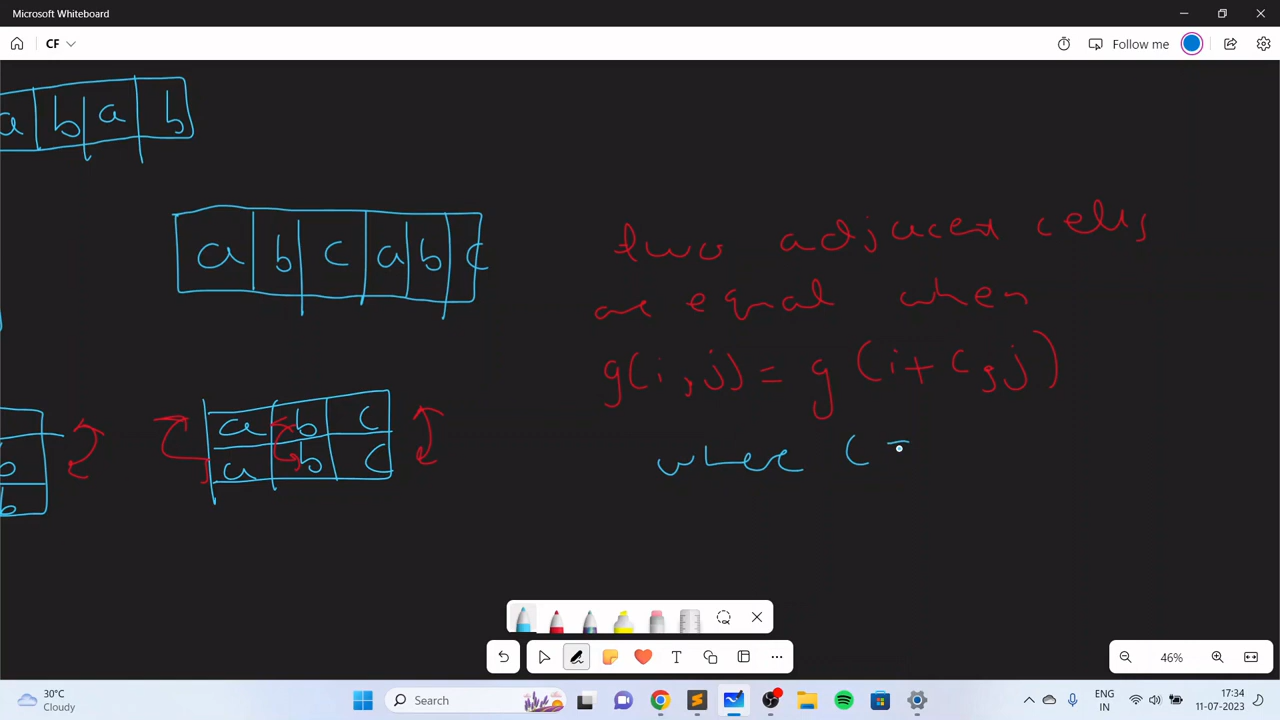 Microsoft Whiteboard
CF
Follow me
a b a b
a b c a b c
two adjacent cells
are equal when
g(i,j) = g(i+c,j)
where c =
b
b
a b c
a b c
46%
30°C
Cloudy
Search
ENG
IN
17:34
11-07-2023